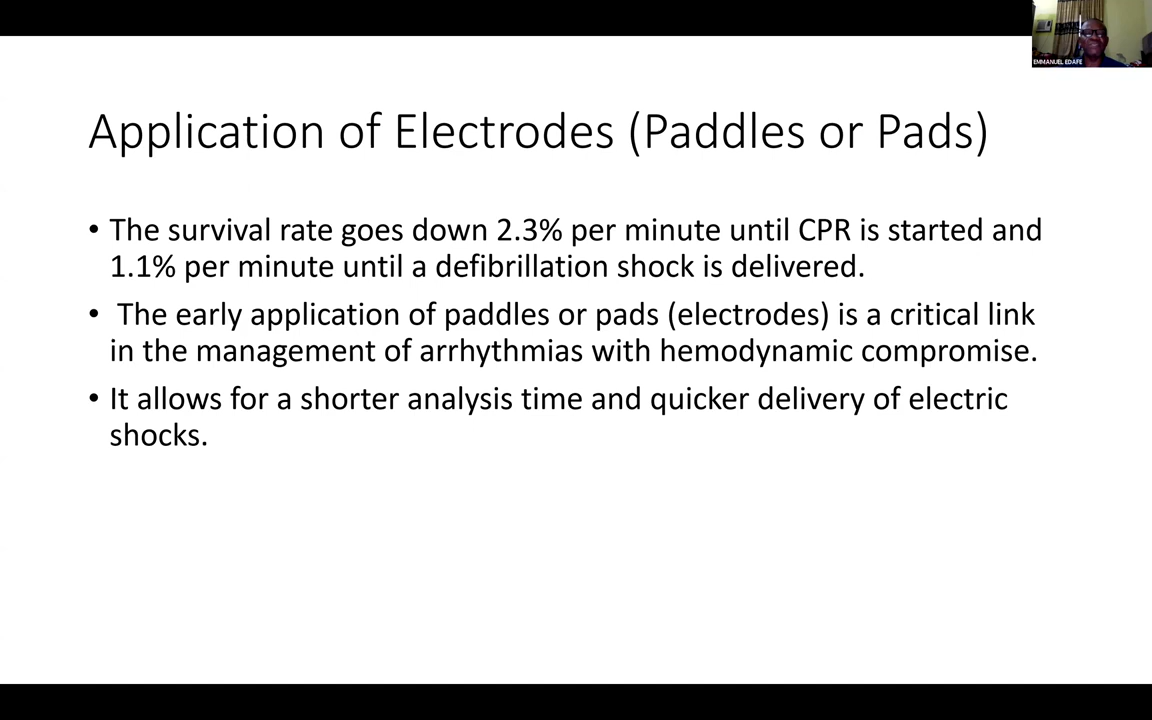 EMMANUEL EDAFE
Application of Electrodes (Paddles or Pads)
• The survival rate goes down 2.3% per minute until CPR is started and
1.1% per minute until a defibrillation shock is delivered.
• The early application of paddles or pads (electrodes) is a critical link
in the management of arrhythmias with hemodynamic compromise.
• It allows for a shorter analysis time and quicker delivery of electric
shocks.